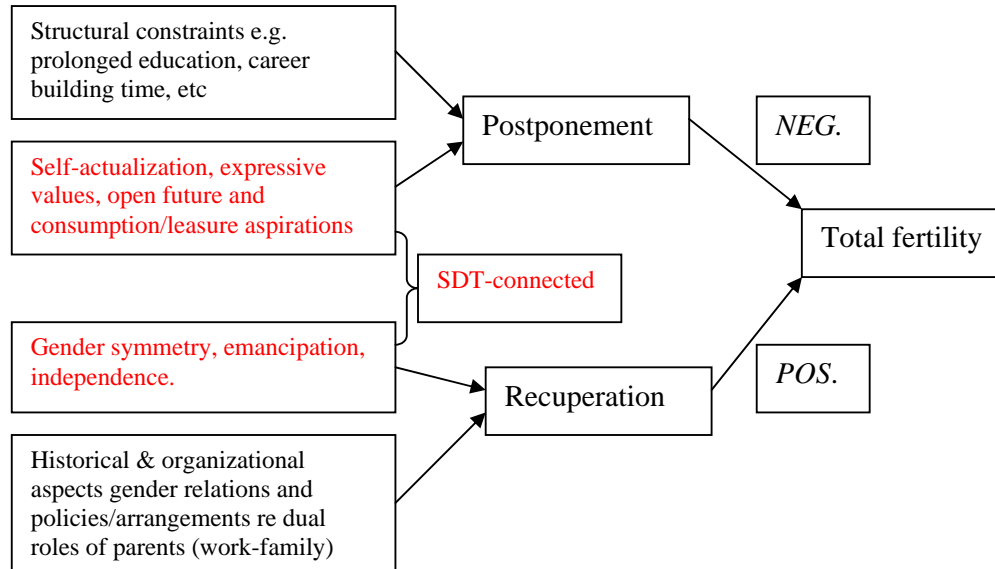 Structural constraints e.g.
prolonged education, career
building time, etc
Postponement
NEG.
Self-actualization, expressive
values, open future and
consumption/leasure aspirations
Total fertility
SDT-connected
Gender symmetry, emancipation,
independence.
Recuperation
POS.
Historical & organizational
aspects gender relations and
policies/arrangements re dual
roles of parents (work-family)